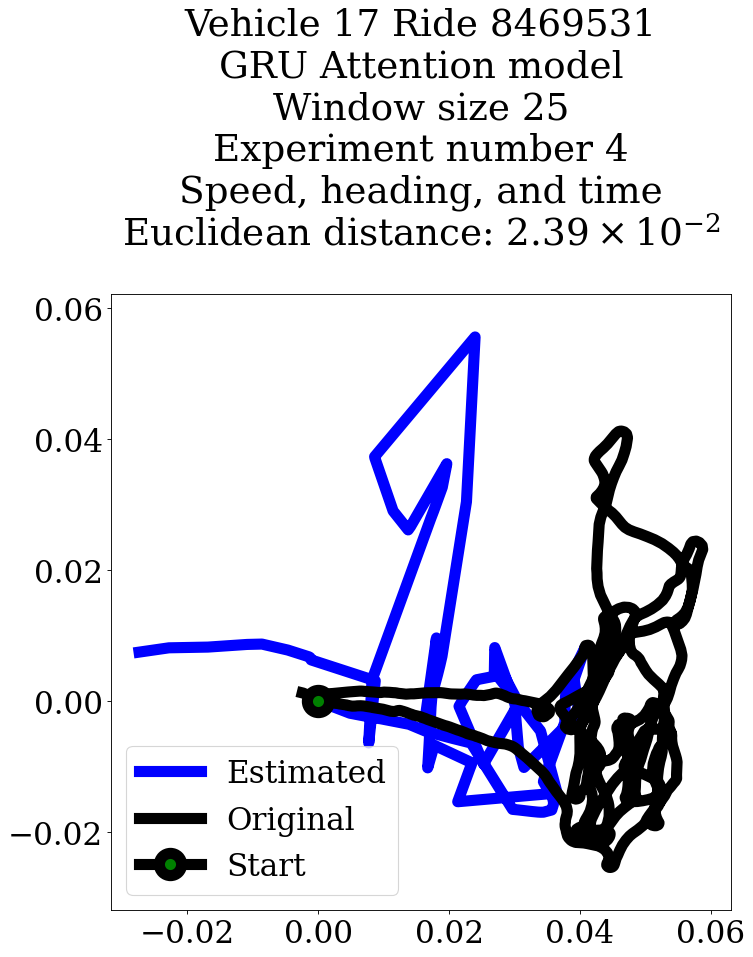 Vehicle 17 Ride 8469531
GRU Attention model
Window size 25
Experiment number 4
Speed, heading, and time
Euclidean distance: 2.39 × 10⁻²
0.06
0.04
0.02
0.00
−0.02
Estimated
Original
Start
−0.02 0.00 0.02 0.04 0.06